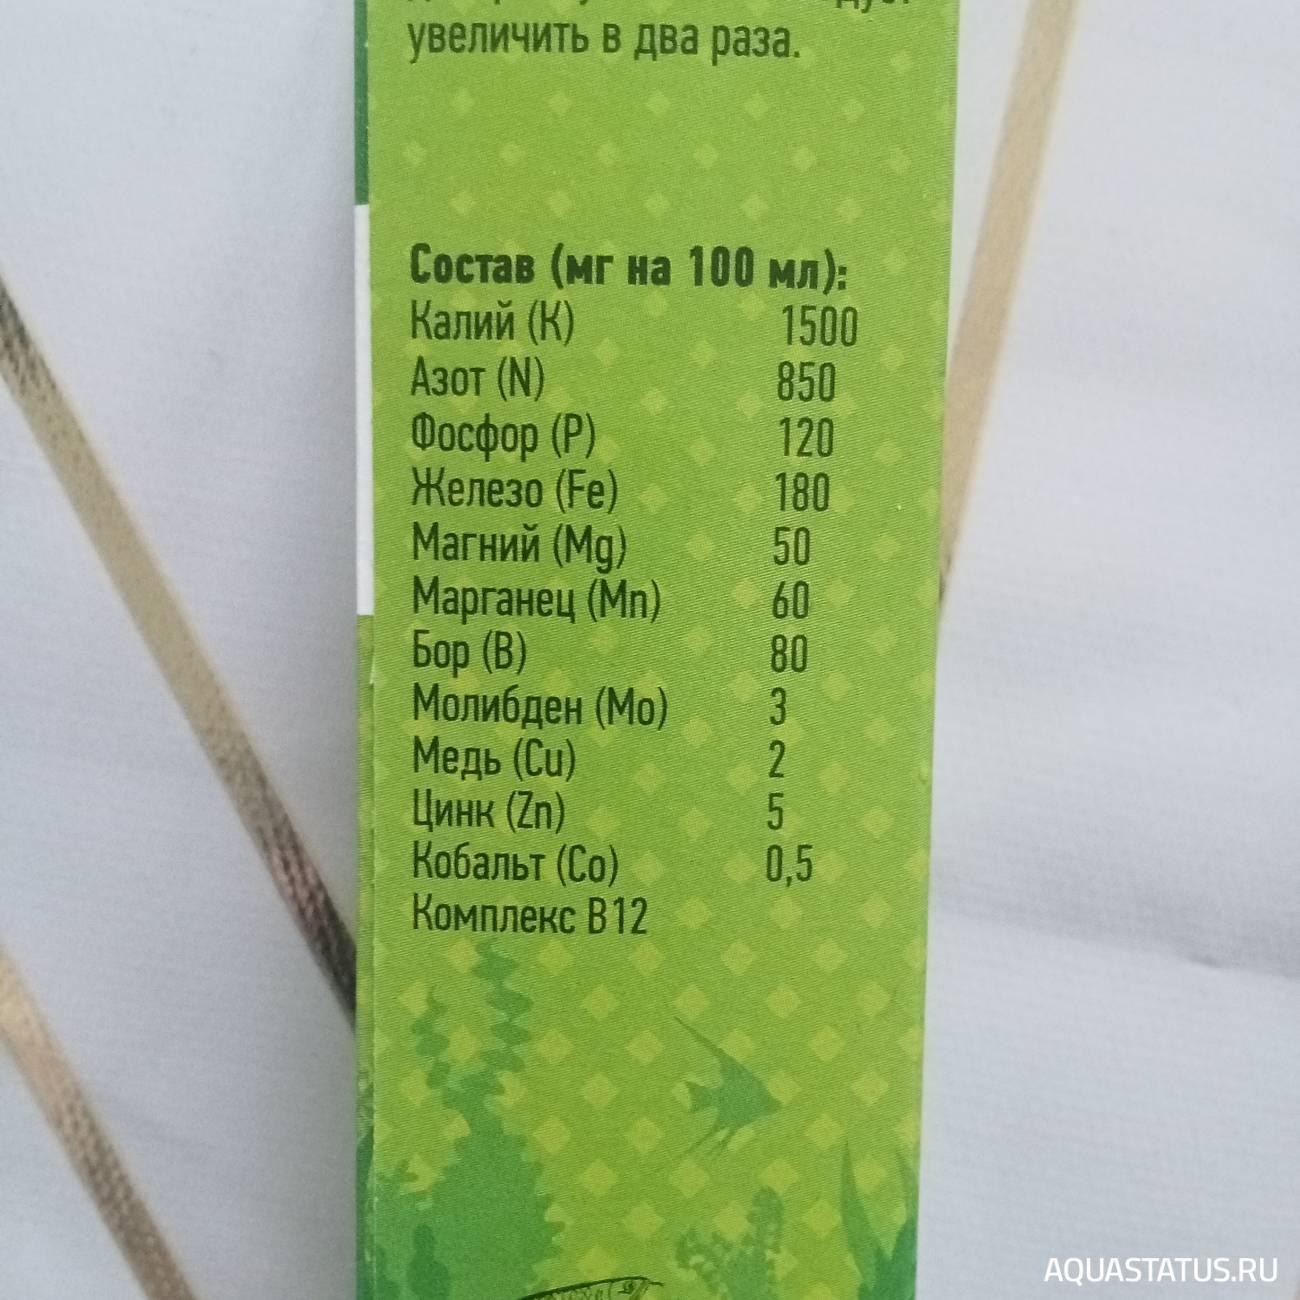 увеличить в два раза.
Состав (мг на 100 мл):
Калий (К) 1500
Азот (N) 850
Фосфор (P) 120
Железо (Fe) 180
Магний (Mg) 50
Марганец (Mn) 60
Бор (B) 80
Молибден (Mo) 3
Медь (Cu) 2
Цинк (Zn) 5
Кобальт (Co) 0,5
Комплекс B12
AQUASTATUS.RU